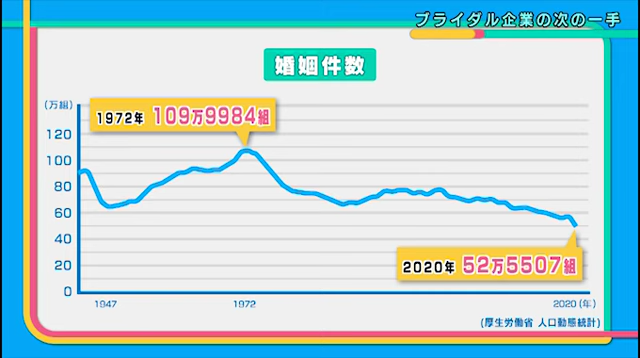 ブライダル企業の次の一手
婚姻件数
(万組)
1972年 109万9984組
120
100
80
60
40
20
0
2020年 52万5507組
1947
1972
2020(年)
(厚生労働省 人口動態統計)